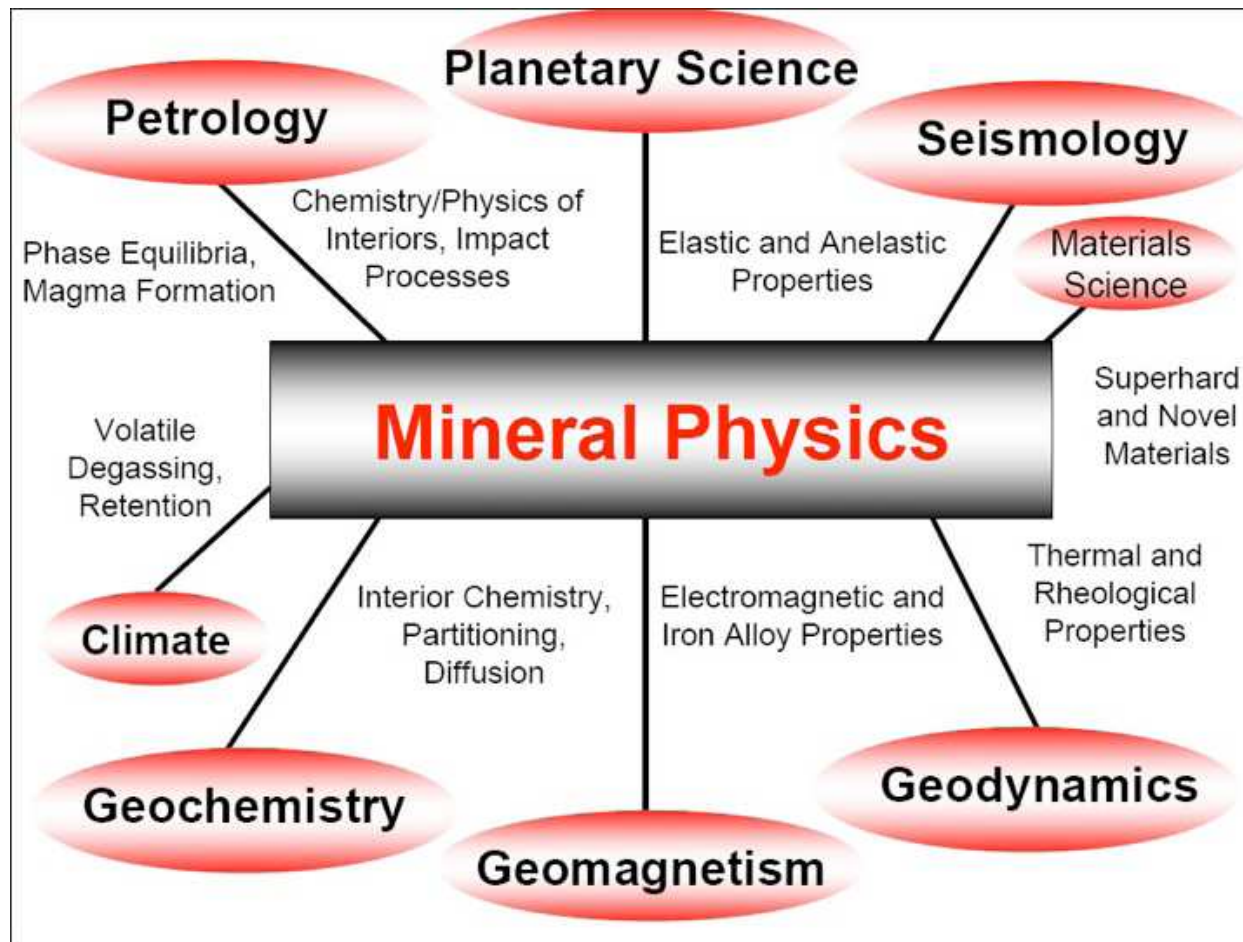 Planetary Science
Petrology
Seismology
Chemistry/Physics of
Interiors, Impact
Processes
Phase Equilibria,
Magma Formation
Elastic and Anelastic
Properties
Materials
Science
Mineral Physics
Superhard
and Novel
Materials
Volatile
Degassing,
Retention
Climate
Interior Chemistry,
Partitioning,
Diffusion
Electromagnetic and
Iron Alloy Properties
Thermal and
Rheological
Properties
Geochemistry
Geomagnetism
Geodynamics